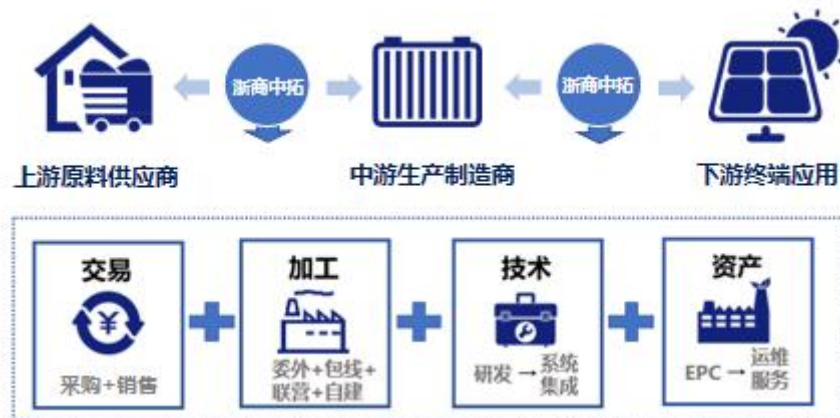 浙商中拓
浙商中拓
上游原料供应商
中游生产制造商
下游终端应用
交易
¥
采购+销售
加工
委外+包线+
联营+自建
技术
研发→系统
集成
资产
EPC→运维
服务